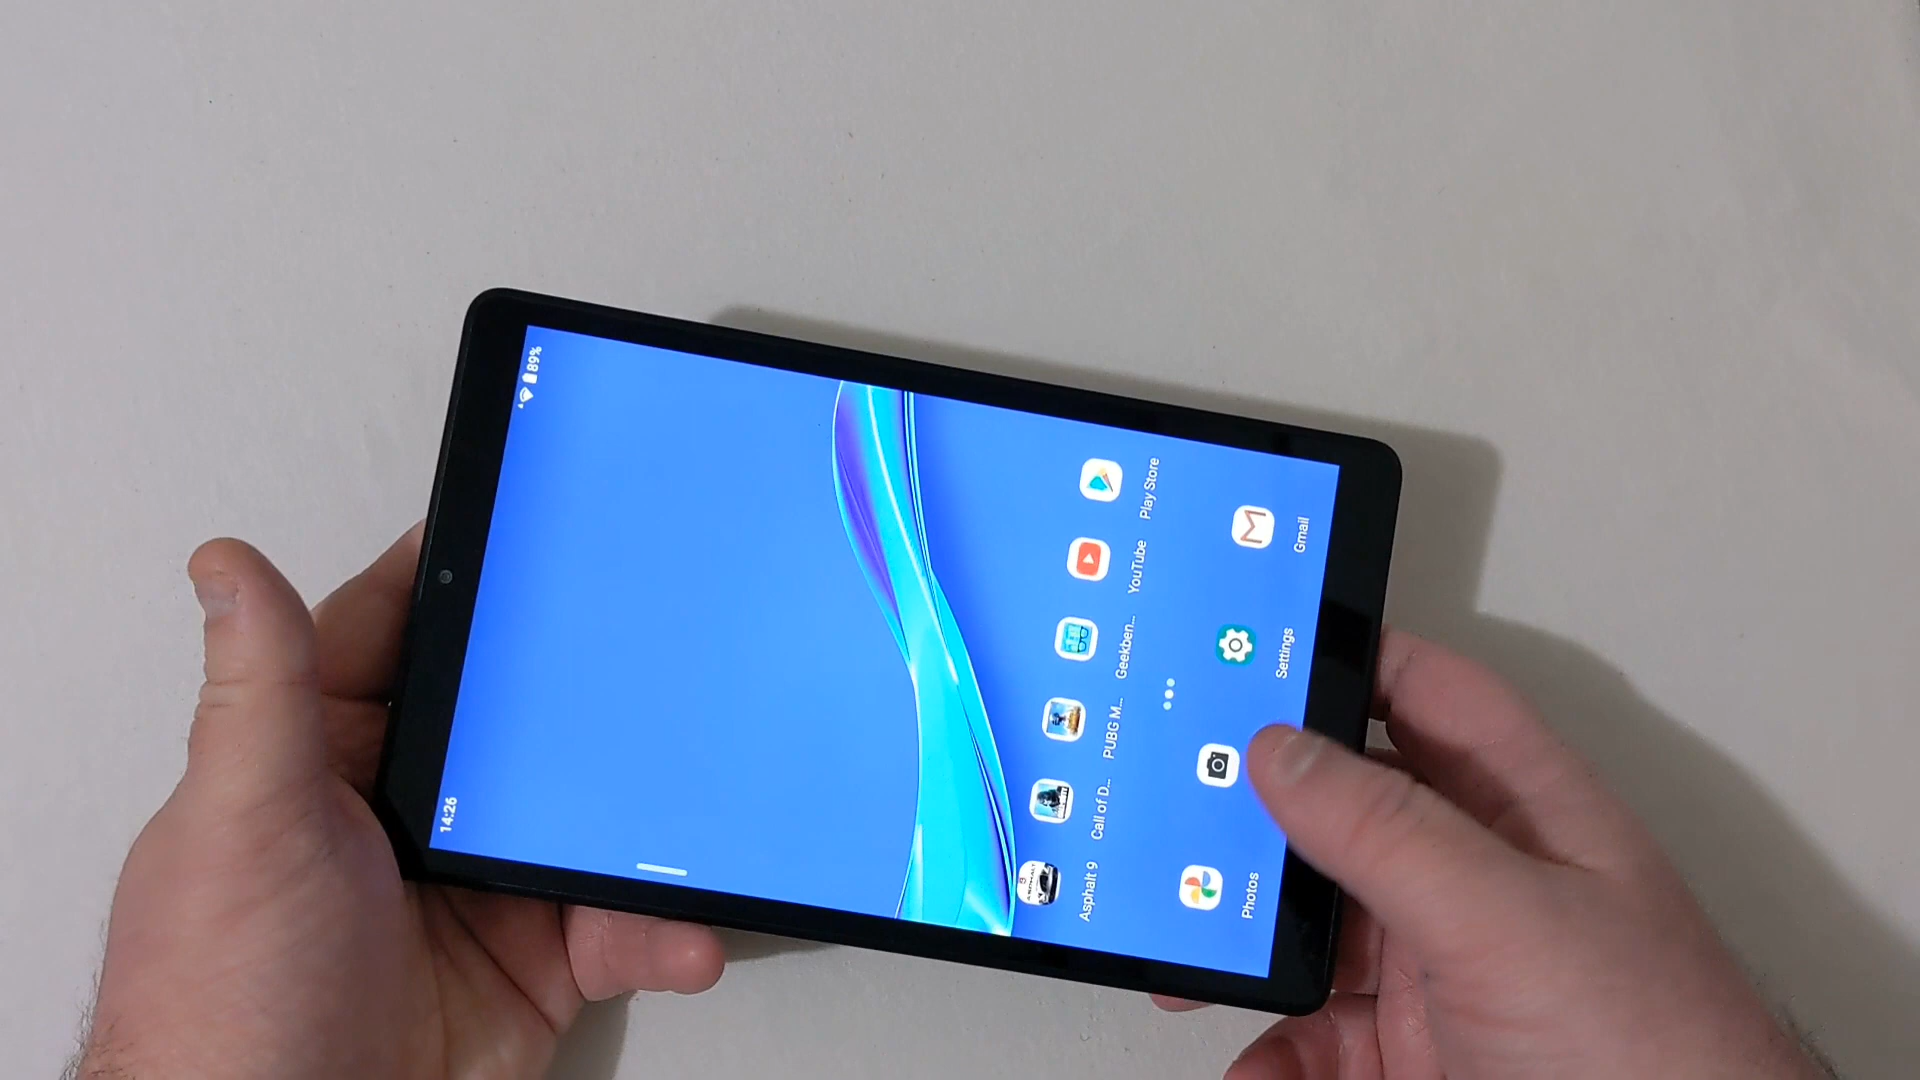 14:26
89%
Asphalt 9
Call of D...
PUBG M...
Geekben...
YouTube
Play Store
Photos
Settings
Gmail